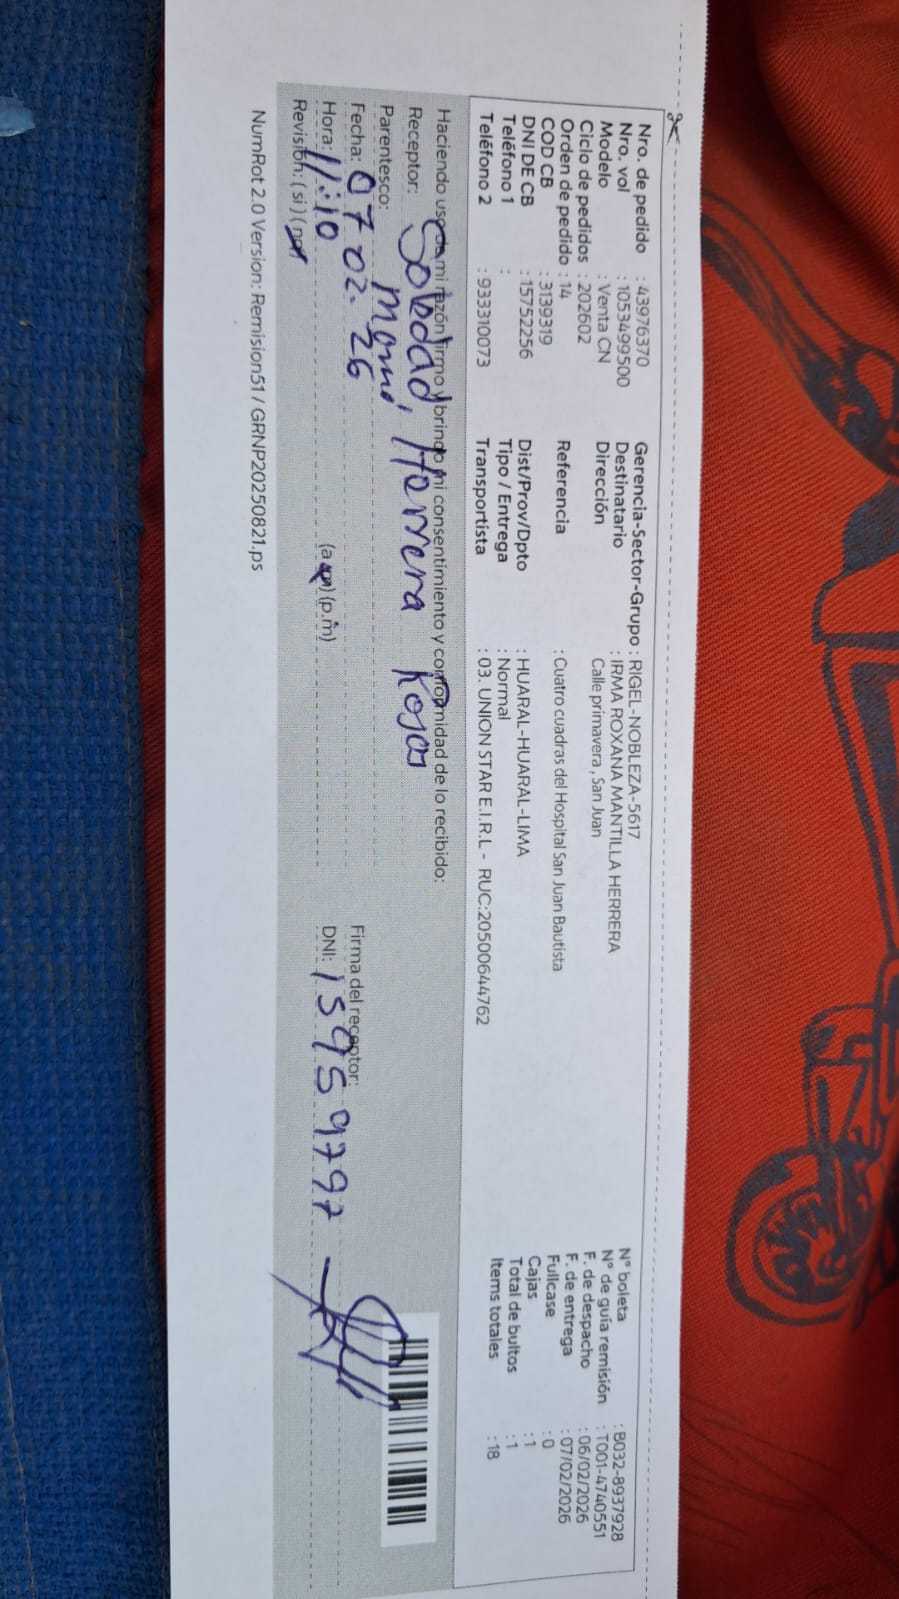 Nro. de pedido : 43976370
Nro. vol : 1053499500
Modelo : Venta CN
Ciclo de pedidos : 202602
Orden de pedido : 14
COD CB : 3139319
DNI DE CB : 15752256
Teléfono 1 :
Teléfono 2 : 933310073
Gerencia-Sector-Grupo : RIGEL-NOBLEZA-5617
Destinatario : IRMA ROXANA MANTILLA HERRERA
Dirección Calle primavera , San Juan
Referencia : Cuatro cuadras del Hospital San Juan Bautista
Dist/Prov/Dpto : HUARAL-HUARAL-LIMA
Tipo / Entrega : Normal
Transportista : 03. UNION STAR E.I.R.L - RUC:20500644762
N° boleta : B032-8937928
N° de guía remisión : T001-4740551
F. de despacho : 06/02/2026
F. de entrega : 07/02/2026
Fullcase : 0
Cajas : 1
Total de bultos : 1
Items totales : 18
Haciendo uso de mi razón firmo y brindo mi consentimiento y conformidad de lo recibido:
Receptor: Soledad, Herrera Rosas
Parentesco: mamá
Fecha: 07 02. 26
Hora: 11:10 (a.m) (p.m)
Revisión: ( si ) ( no )
Firma del receptor:
DNI: 15959797
NumRot 2.0 Version: Remision51 / GRNP20250821.ps